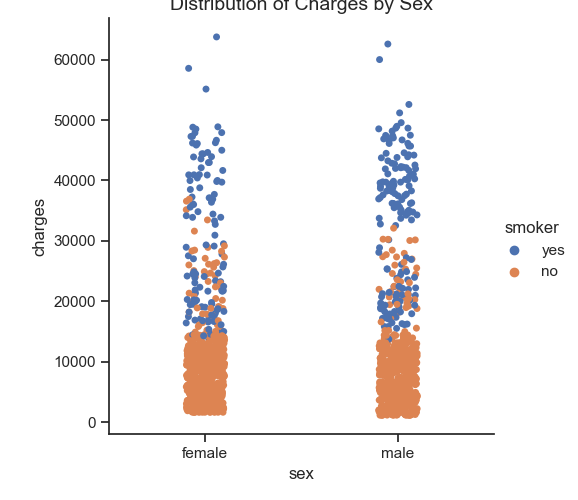 Distribution of Charges by Sex
60000
50000
40000
30000
20000
10000
0
charges
female
male
sex
smoker
yes
no